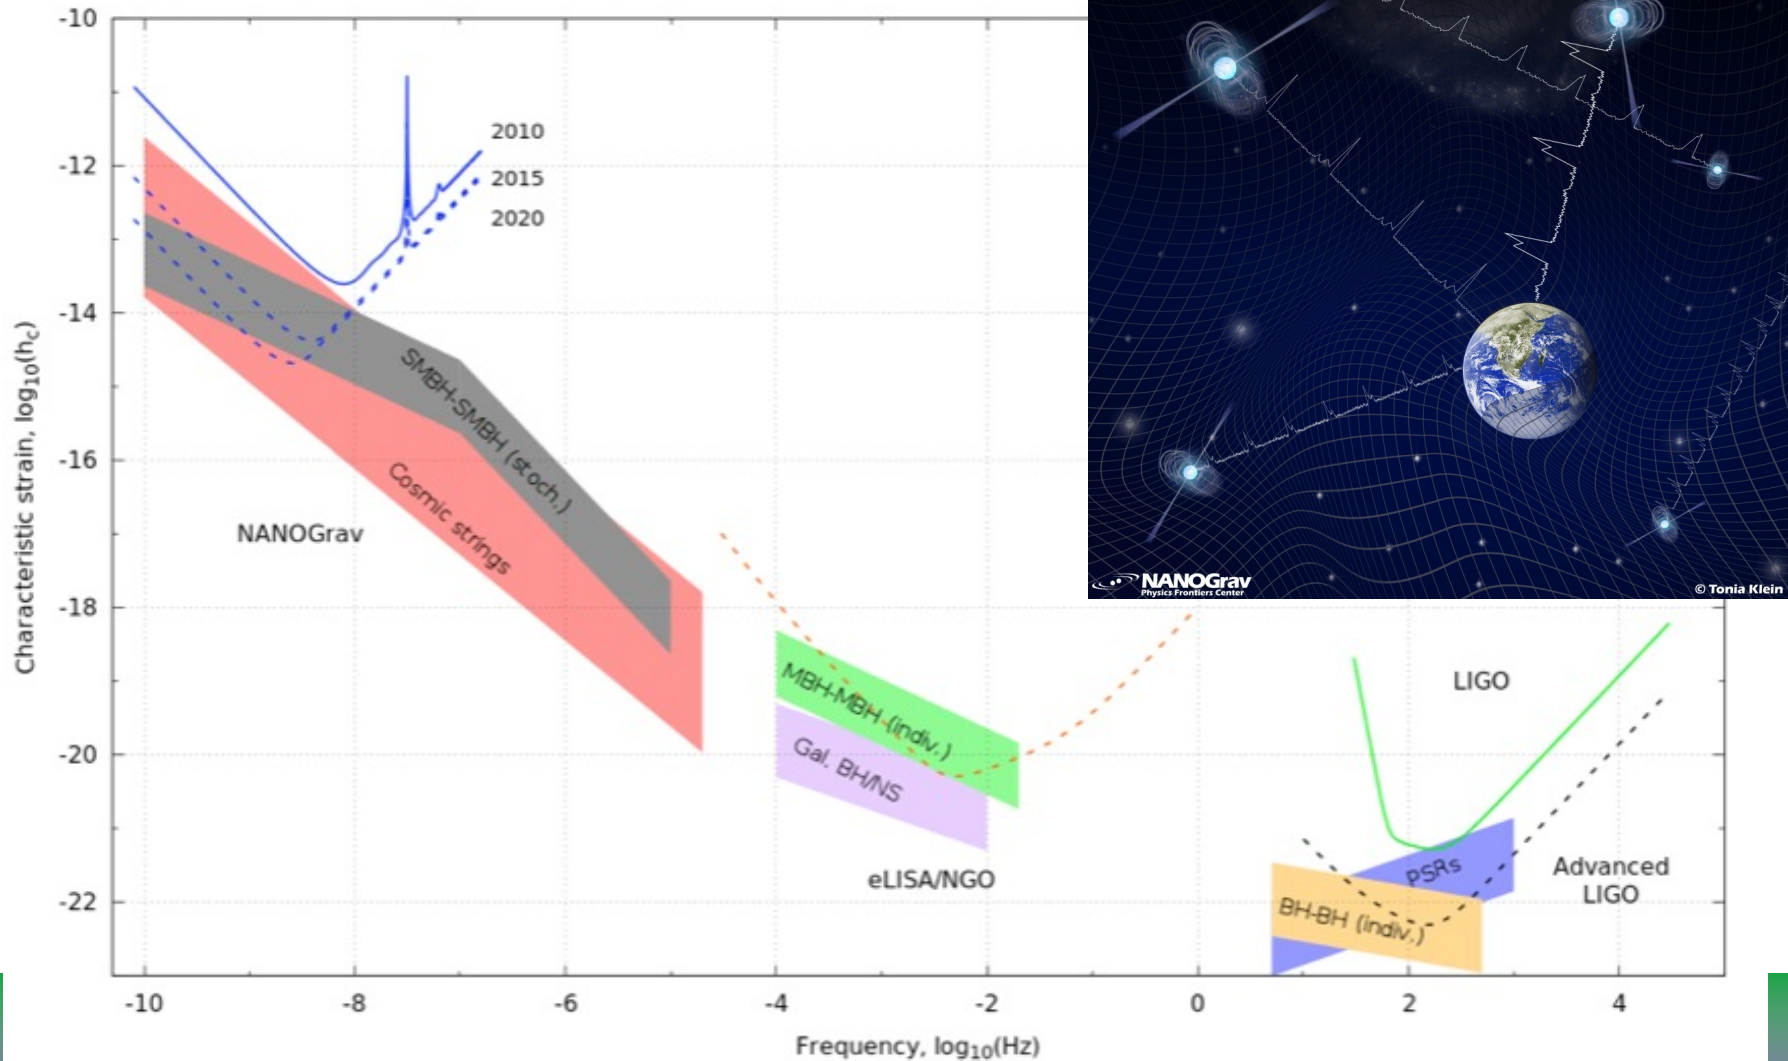 -10
-12
-14
-16
-18
-20
-22
Characteristic strain, log10(hc)
2010
2015
2020
SMBH-SMBH (stoch.)
Cosmic strings
NANOGrav
MBH-MBH (indiv.)
Gal. BH/NS
eLISA/NGO
LIGO
PSRs
BH-BH (indiv.)
Advanced
LIGO
-10 -8 -6 -4 -2 0 2 4
Frequency, log10(Hz)
NANOGrav
Physics Frontiers Center
© Tonia Klein